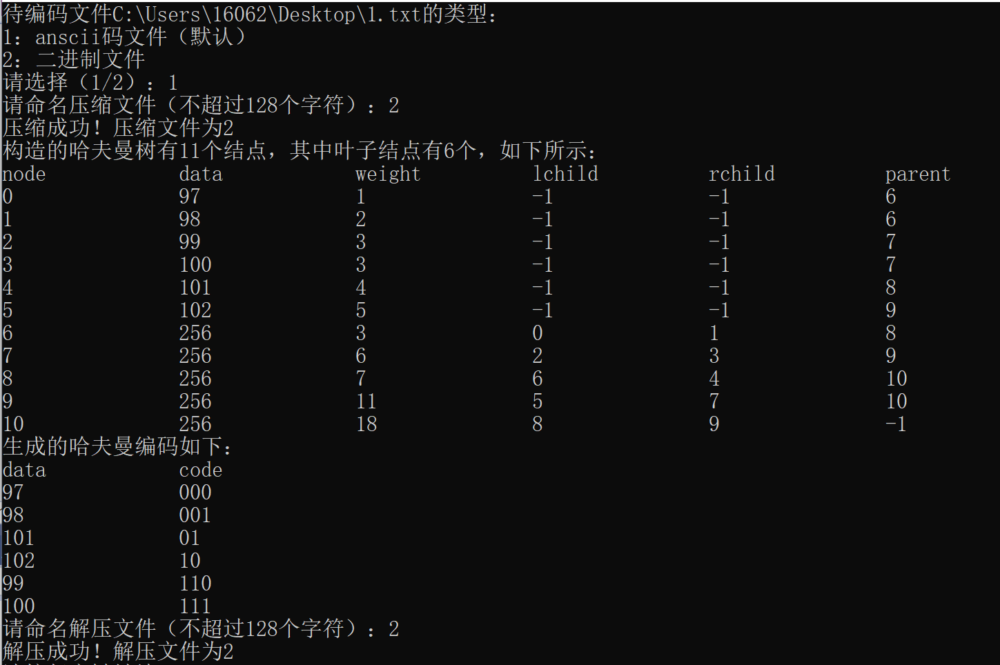 待编码文件C:\Users\16062\Desktop\1.txt的类型：
1：anscii码文件（默认）
2：二进制文件
请选择（1/2）：1
请命名压缩文件（不超过128个字符）：2
压缩成功！压缩文件为2
构造的哈夫曼树有11个结点，其中叶子结点有6个，如下所示：
node data weight lchild rchild parent
0 97 1 -1 -1 6
1 98 2 -1 -1 6
2 99 3 -1 -1 7
3 100 3 -1 -1 7
4 101 4 -1 -1 8
5 102 5 -1 -1 9
6 256 3 0 1 8
7 256 6 2 3 9
8 256 7 6 4 10
9 256 11 5 7 10
10 256 18 8 9 -1
生成的哈夫曼编码如下：
data code
97 000
98 001
101 01
102 10
99 110
100 111
请命名解压文件（不超过128个字符）：2
解压成功！解压文件为2